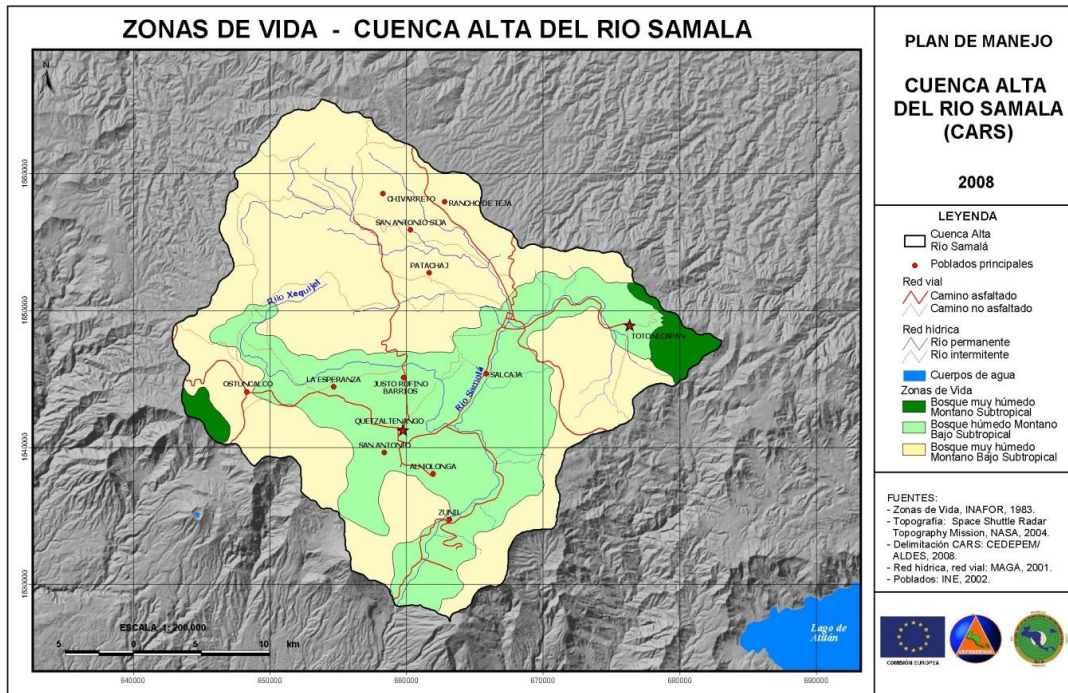 ZONAS DE VIDA - CUENCA ALTA DEL RIO SAMALA
N
1660000
1650000
1640000
1630000
CHIVARRETO
RANCHO DE TEJA
SAN ANTONIO SIJA
PATACHAJ
Río Xequijel
TOTONICAPAN
OSTUNCALCO
LA ESPERANZA
JUSTO RUFINO
BARRIOS
SALCAJA
Río Samalá
QUETZALTENANGO
SAN ANTONIO
ALMOLONGA
ZUNIL
ESCALA 1: 200,000
5 0 5 10 km
Lago de
Atitlán
640000 650000 660000 670000 680000 690000
PLAN DE MANEJO
CUENCA ALTA
DEL RIO SAMALA
(CARS)
2008
LEYENDA
Cuenca Alta
Río Samalá
Poblados principales
Red vial
Camino asfaltado
Camino no asfaltado
Red hídrica
Río permanente
Río intermitente
Cuerpos de agua
Zonas de Vida
Bosque muy húmedo
Montano Subtropical
Bosque húmedo Montano
Bajo Subtropical
Bosque muy húmedo
Montano Bajo Subtropical
FUENTES:
- Zonas de Vida, INAFOR, 1983.
- Topografía: Space Shuttle Radar
Topography Mission, NASA, 2004.
- Delimitación CARS: CEDEPEM/
ALDES, 2008.
- Red hídrica, red vial: MAGA, 2001.
- Poblados: INE, 2002.
COMISIÓN EUROPEA